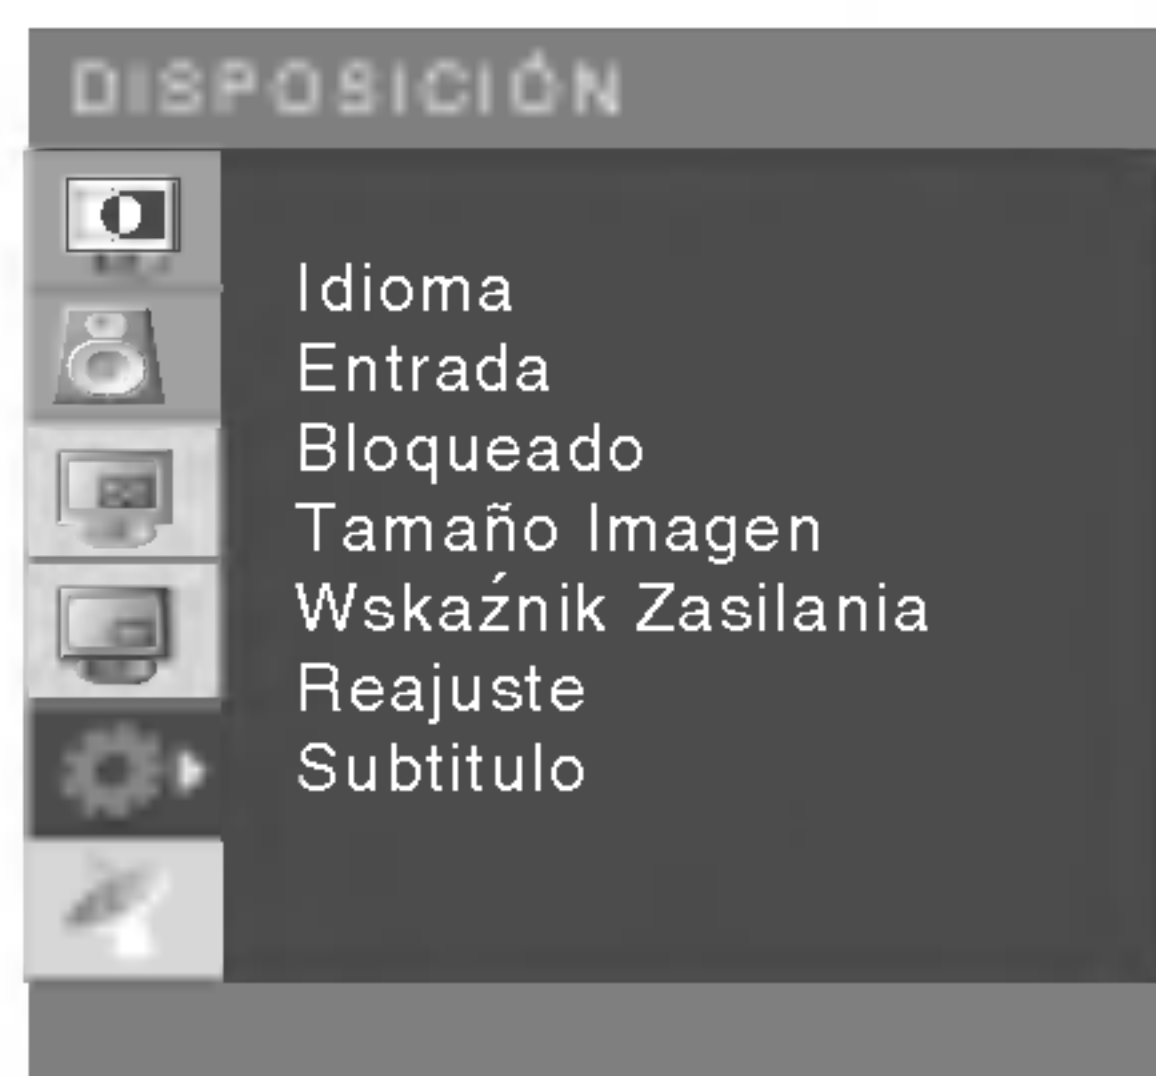 DISPOSICIÓN
Idioma
Entrada
Bloqueado
Tamaño Imagen
Wskaźnik Zasilania
Reajuste
Subtitulo